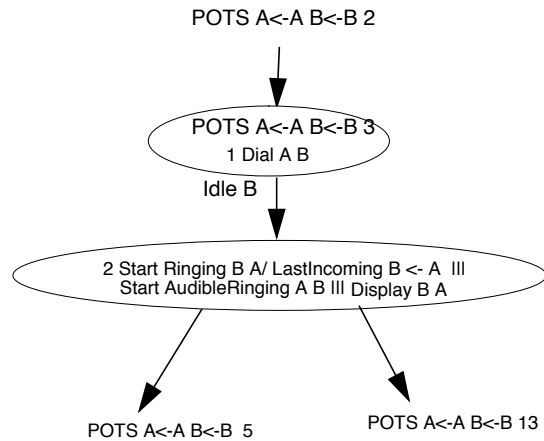 POTS A<-A B<-B 2
POTS A<-A B<-B 3
1 Dial A B
Idle B
2 Start Ringing B A/ LastIncoming B <- A |||
Start AudibleRinging A B ||| Display B A
POTS A<-A B<-B 5
POTS A<-A B<-B 13